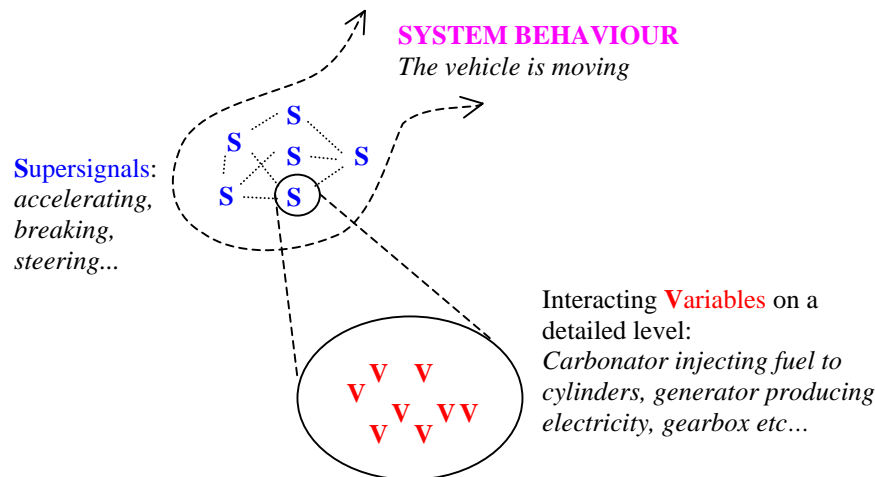 SYSTEM BEHAVIOUR
The vehicle is moving
S
S
S
S
S
S
Supersignals:
accelerating,
breaking,
steering...
Interacting Variables on a
detailed level:
Carbonator injecting fuel to
cylinders, generator producing
electricity, gearbox etc…
V
V
V
V
V
V
V
V